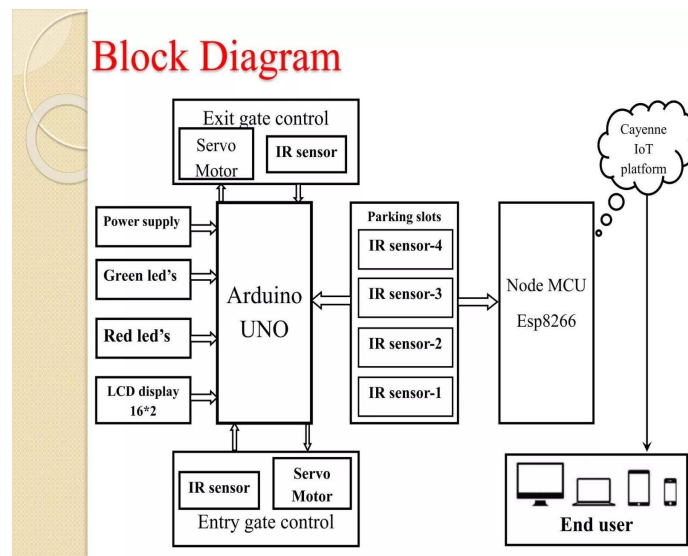 Block Diagram
Exit gate control
Servo
Motor
IR sensor
Cayenne
IoT
platform
Power supply
Green led's
Red led's
LCD display
16*2
Arduino
UNO
Parking slots
IR sensor-4
IR sensor-3
IR sensor-2
IR sensor-1
Node MCU
Esp8266
IR sensor
Servo
Motor
Entry gate control
End user